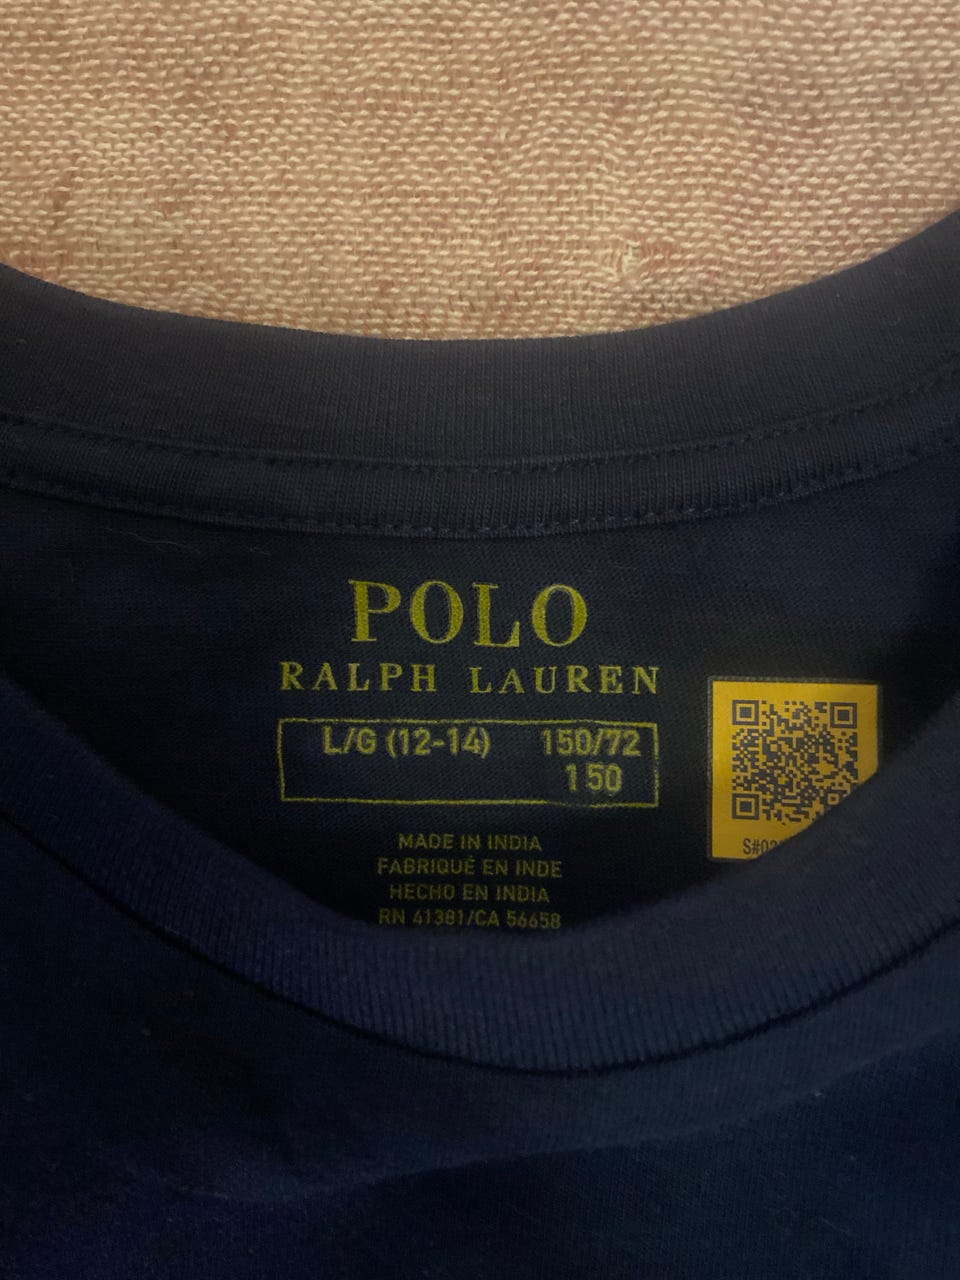 POLO
RALPH LAUREN
L/G (12-14) 150/72
150
MADE IN INDIA
FABRIQUÉ EN INDE
HECHO EN INDIA
RN 41381/CA 56658